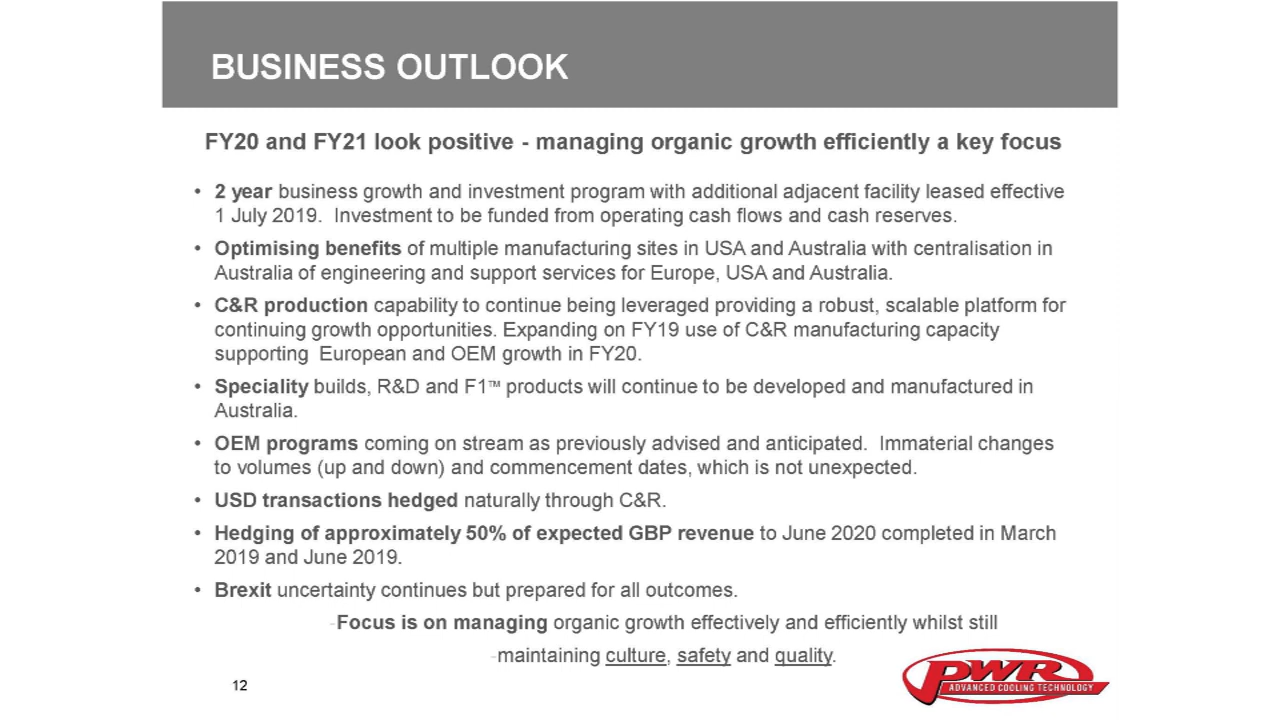 BUSINESS OUTLOOK
FY20 and FY21 look positive - managing organic growth efficiently a key focus
• 2 year business growth and investment program with additional adjacent facility leased effective
1 July 2019.  Investment to be funded from operating cash flows and cash reserves.
• Optimising benefits of multiple manufacturing sites in USA and Australia with centralisation in
Australia of engineering and support services for Europe, USA and Australia.
• C&R production capability to continue being leveraged providing a robust, scalable platform for
continuing growth opportunities. Expanding on FY19 use of C&R manufacturing capacity
supporting  European and OEM growth in FY20.
• Speciality builds, R&D and F1™ products will continue to be developed and manufactured in
Australia.
• OEM programs coming on stream as previously advised and anticipated.  Immaterial changes
to volumes (up and down) and commencement dates, which is not unexpected.
• USD transactions hedged naturally through C&R.
• Hedging of approximately 50% of expected GBP revenue to June 2020 completed in March
2019 and June 2019.
• Brexit uncertainty continues but prepared for all outcomes.
-Focus is on managing organic growth effectively and efficiently whilst still
-maintaining culture, safety and quality.
PWR
ADVANCED COOLING TECHNOLOGY
12